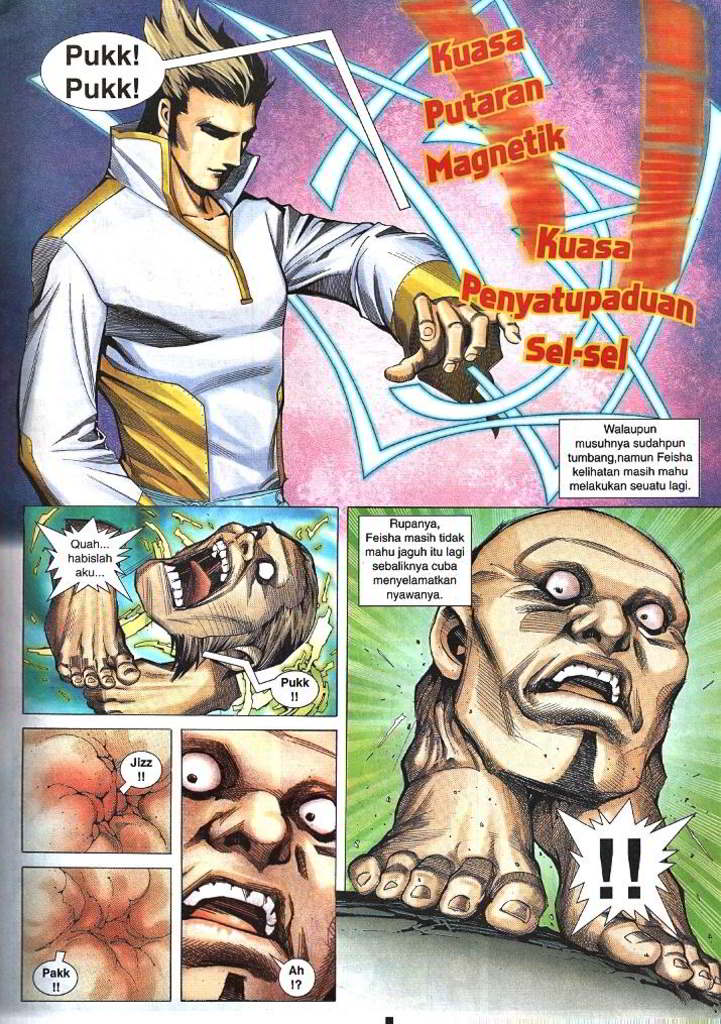 Pukk!
Pukk!
Kuasa
Putaran
Magnetik
Kuasa
Penyatupaduan
Sel-sel
Walaupun
musuhnya sudahpun
tumbang,namun Feisha
kelihatan masih mahu
melakukan seuatu lagi.
Quah...
habislah
aku...
Pukk
!!
Rupanya,
Feisha masih tidak
mahu jaguh itu lagi
sebaliknya cuba
menyelamatkan
nyawanya.
Jizz
!!
Pakk
!!
Ah
!?
!!